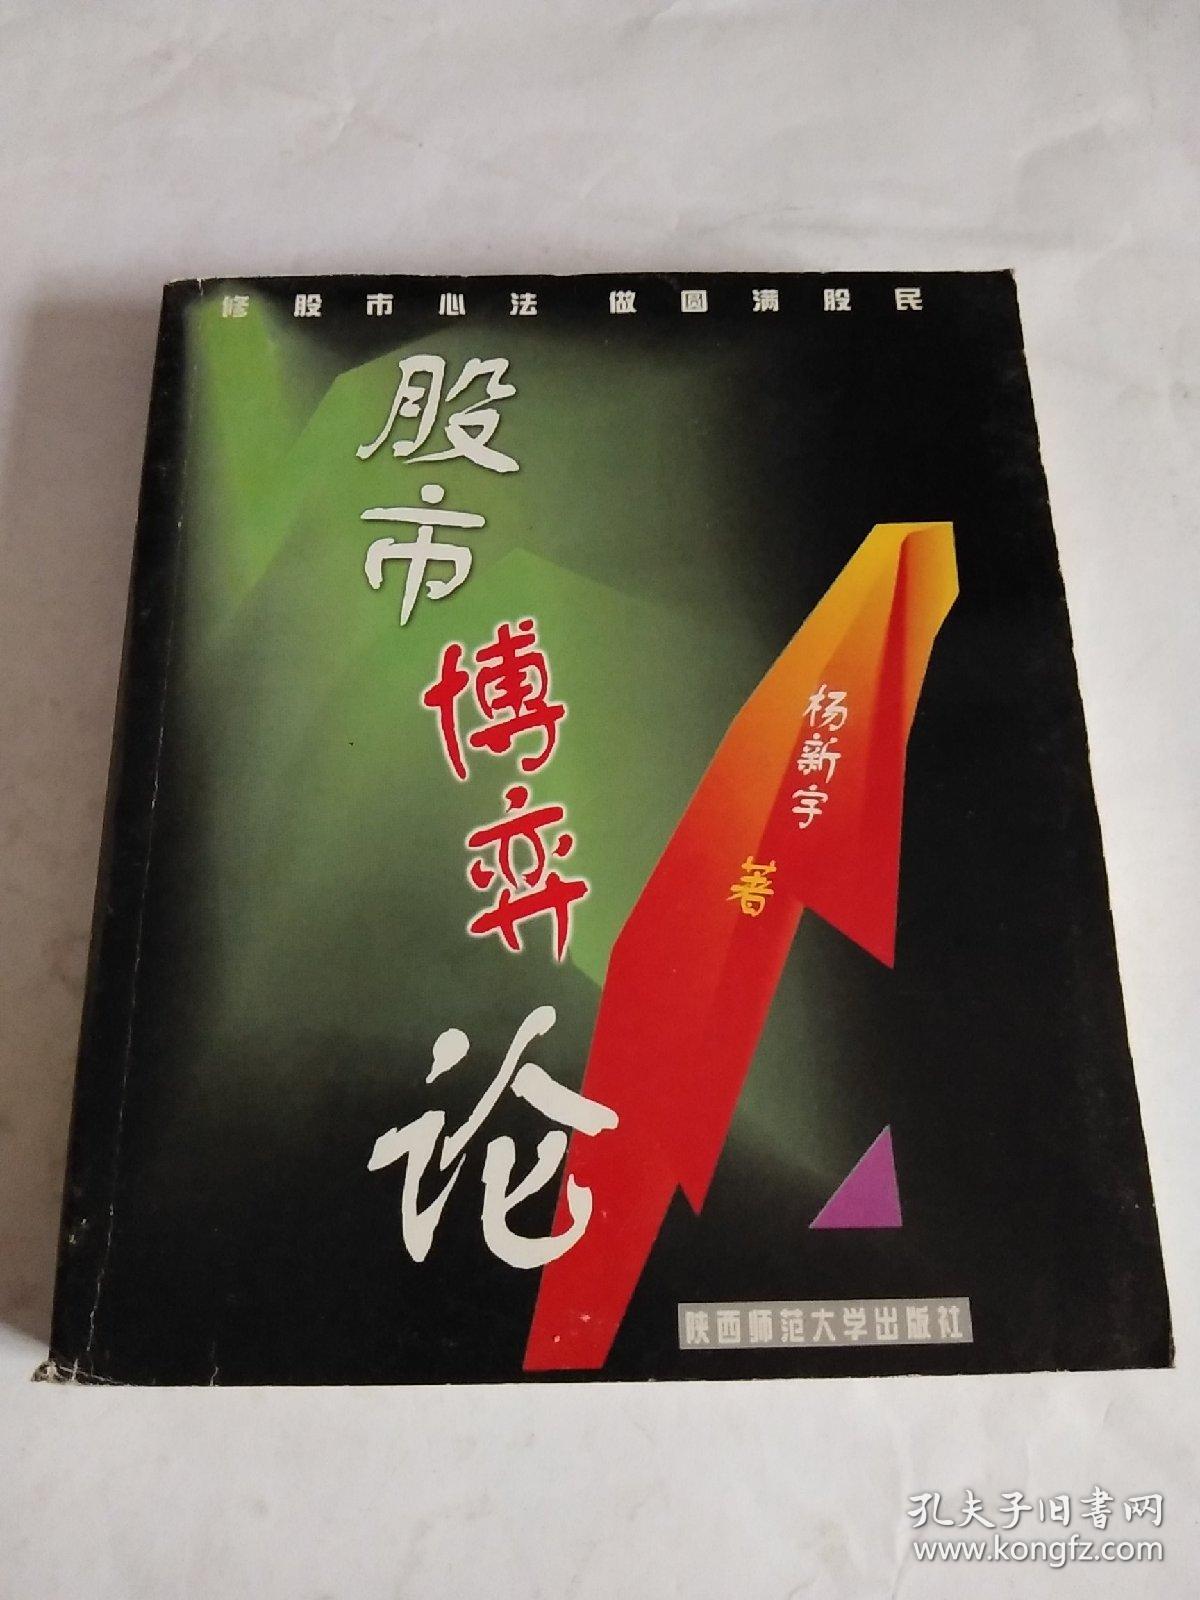 修股市心法 做圆满股民
股市博弈论
杨新宇
著
陕西师范大学出版社
孔夫子旧书网
www.kongfz.com